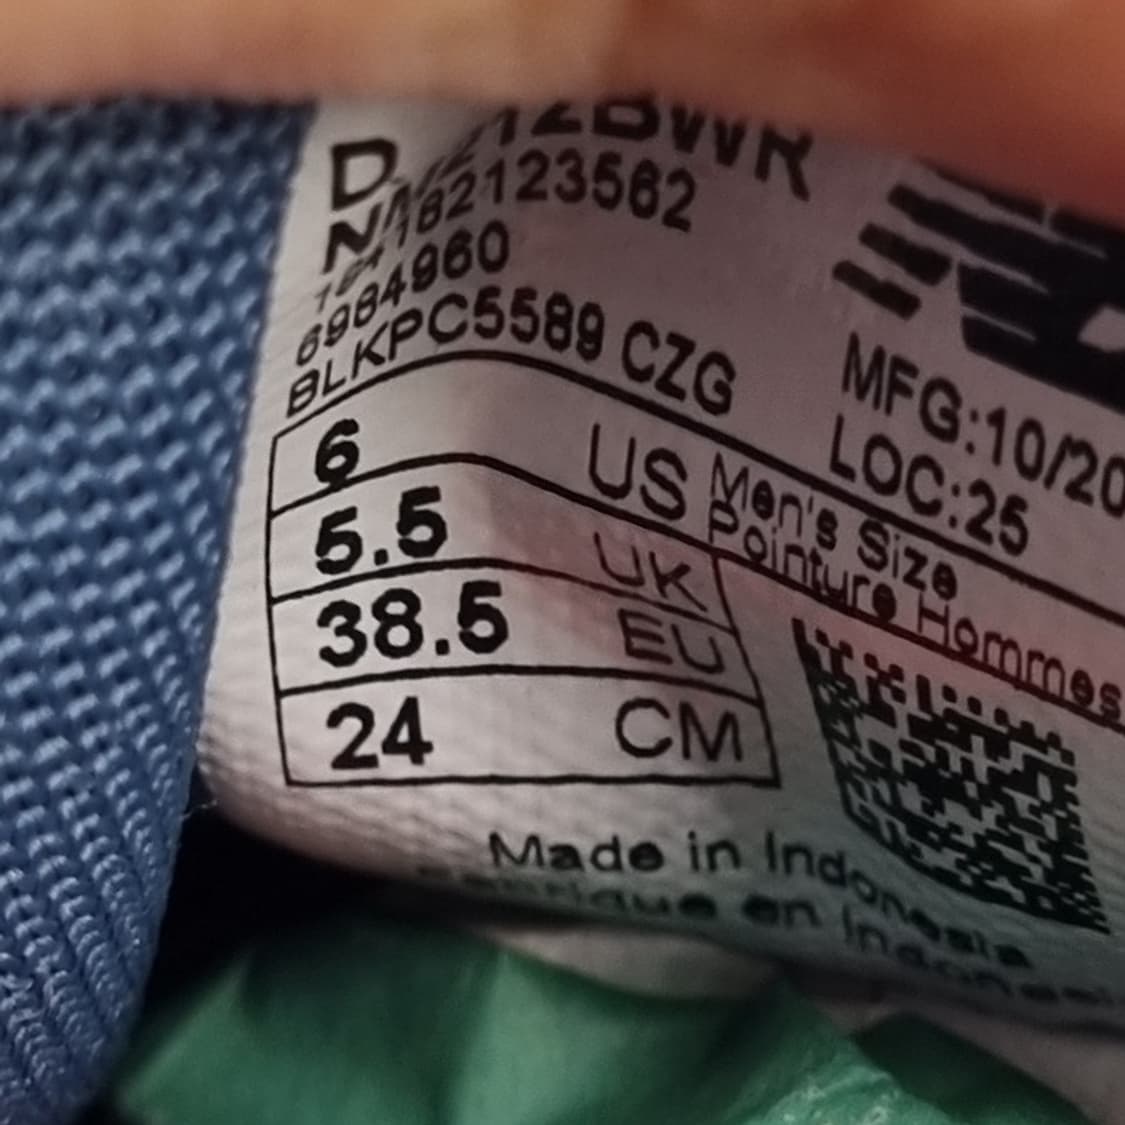 D
6984960
BLKPC5589 CZG
MFG:10/20
LOC:25
6 US Men's Size
Pointure Hommes
5.5 UK
38.5 EU
24 CM
Made in Indonesia
en